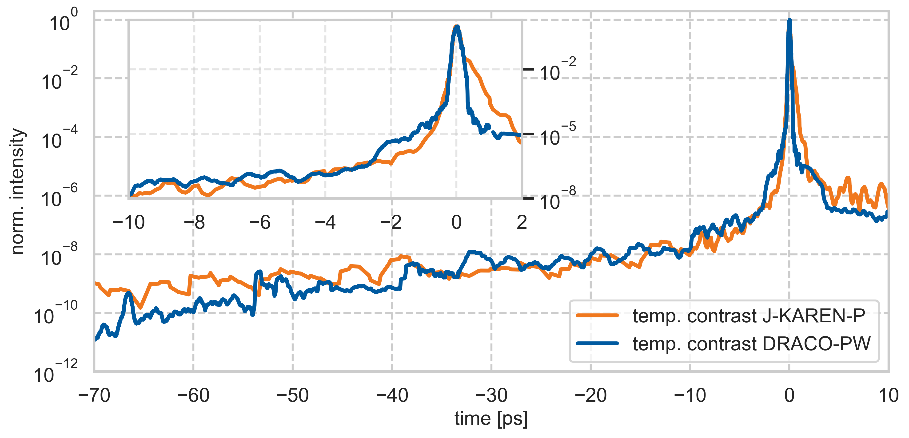 10⁰
10⁻²
10⁻⁴
10⁻⁶
10⁻⁸
10⁻¹⁰
10⁻¹²
norm. intensity
10⁻²
10⁻⁵
10⁻⁸
−10 −8 −6 −4 −2 0 2
temp. contrast J-KAREN-P
temp. contrast DRACO-PW
−70 −60 −50 −40 −30 −20 −10 0 10
time [ps]